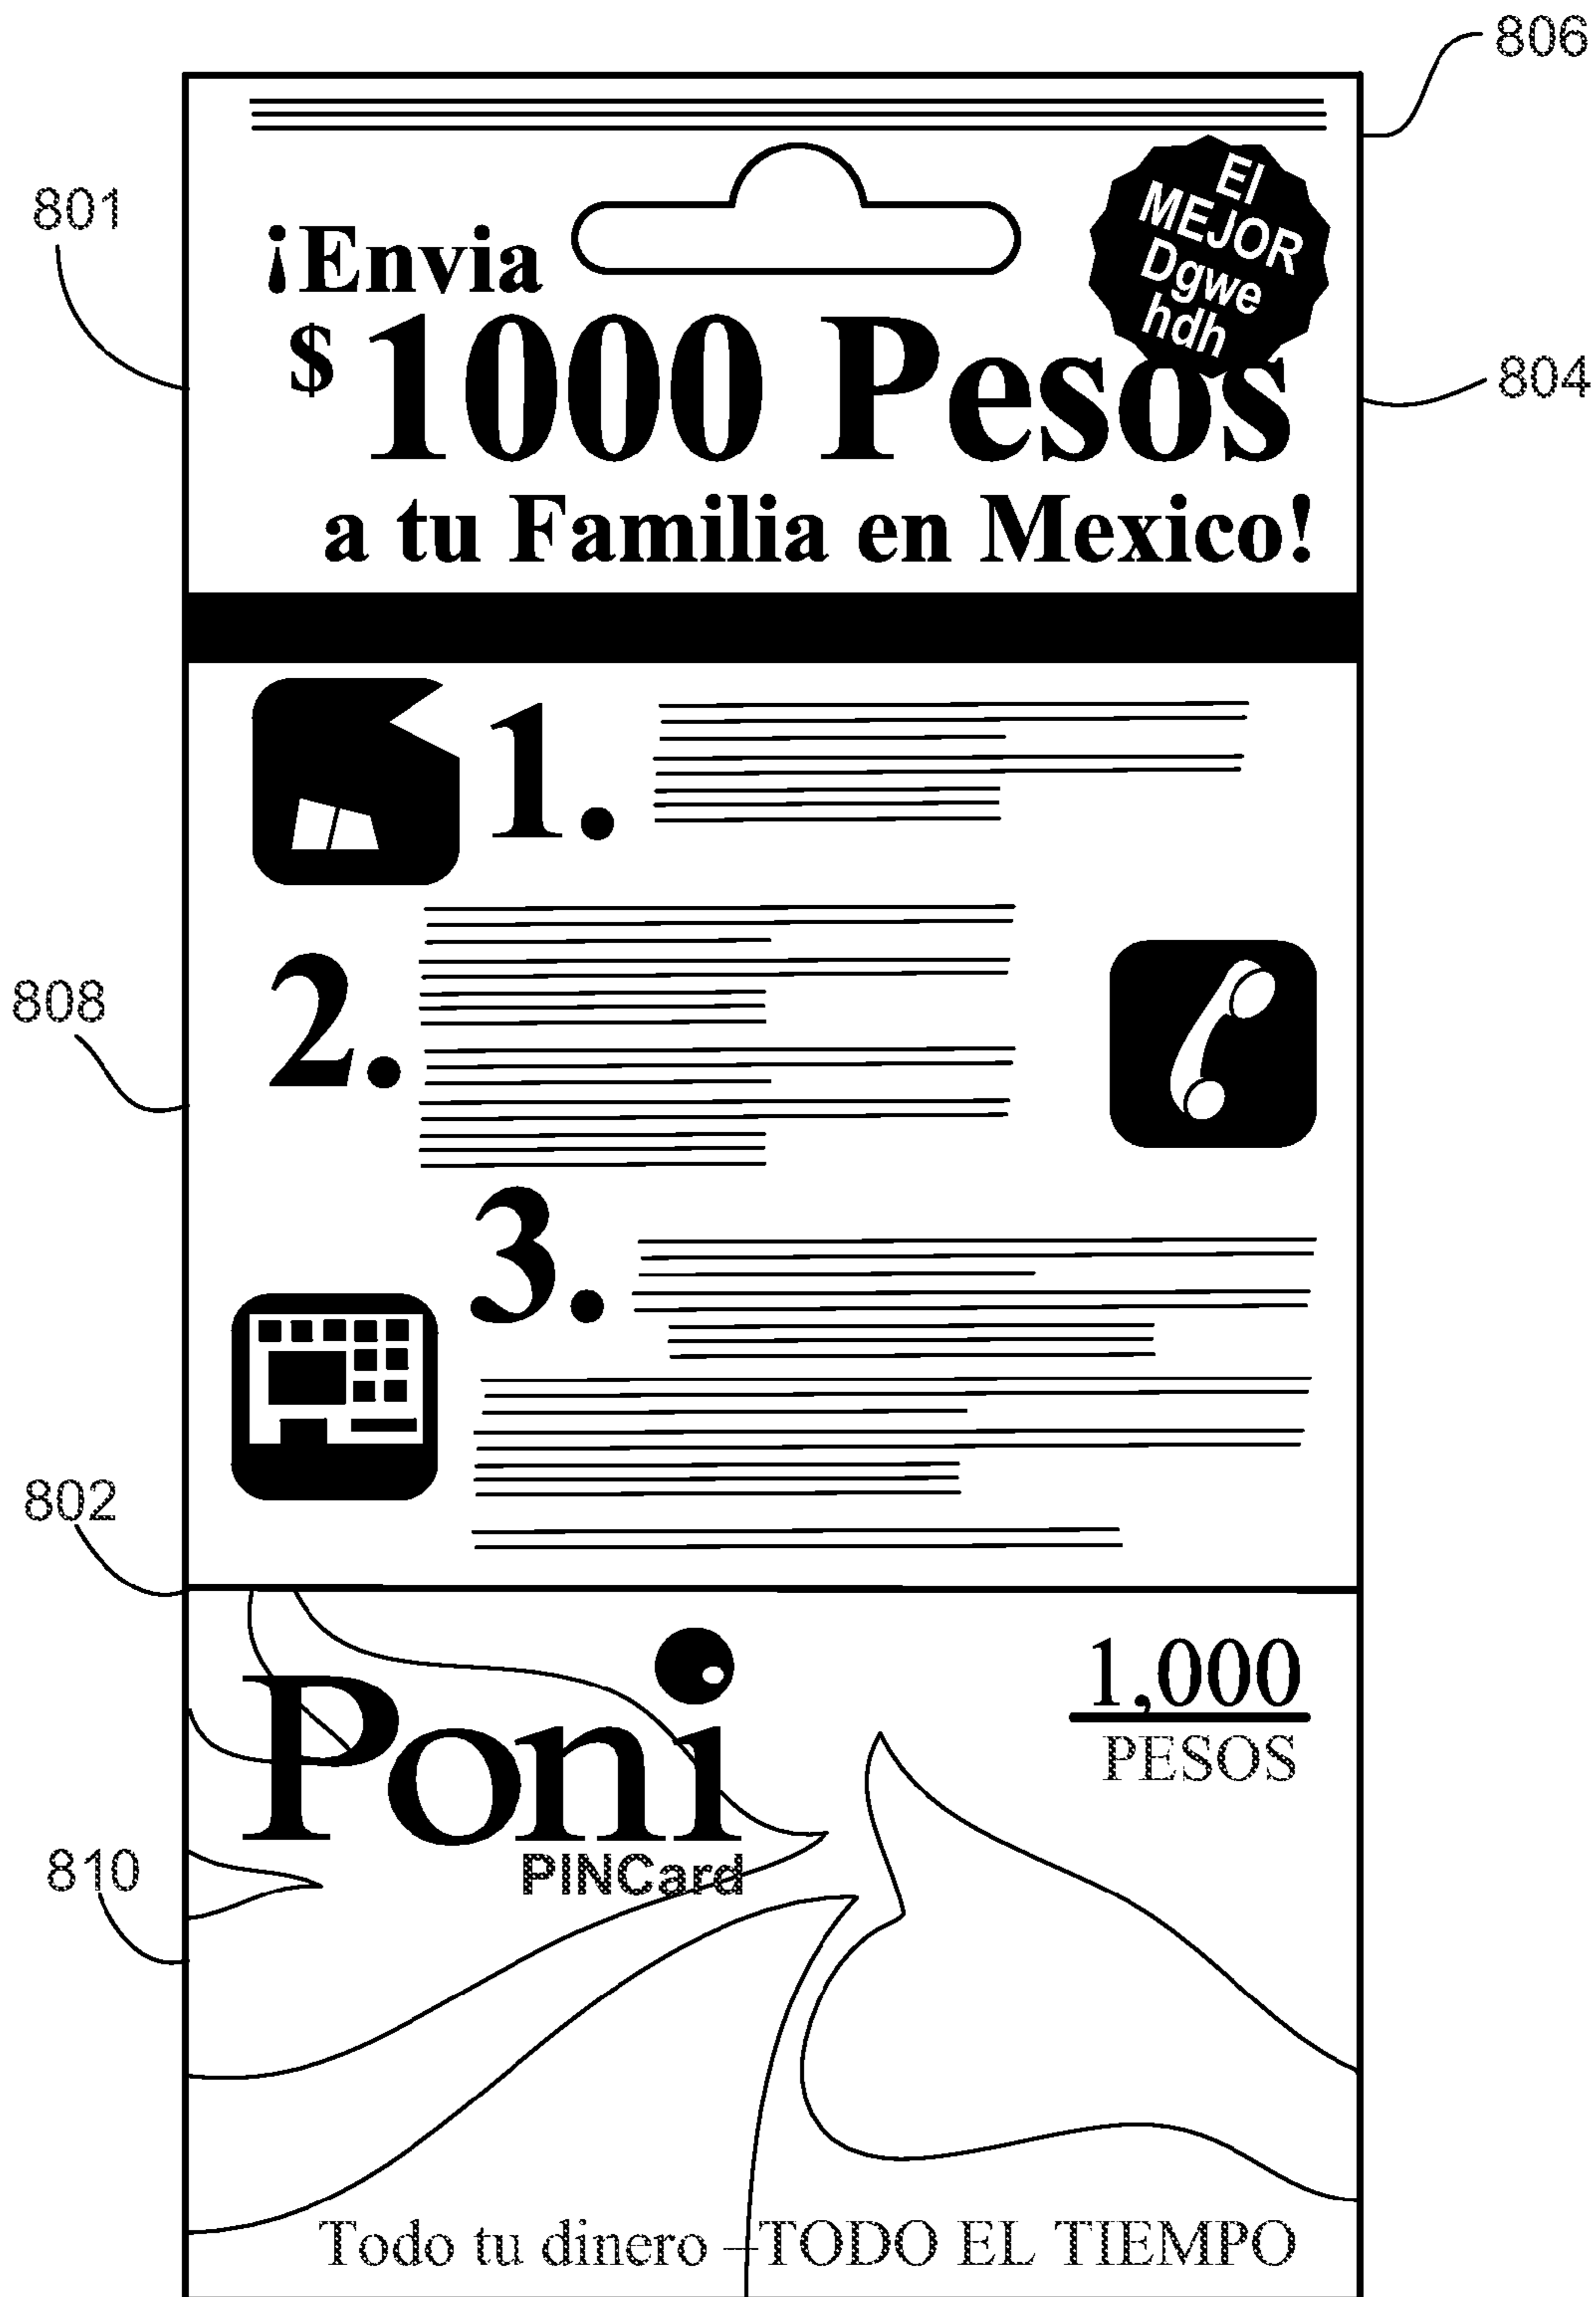 806
801
El
MEJOR
Dgwe
hdh
¡Envia
$1000 Pesos
804
a tu Familia en Mexico!
1.
808
2.
3.
802
Poni
PINCard
1,000
PESOS
810
Todo tu dinero – TODO EL TIEMPO